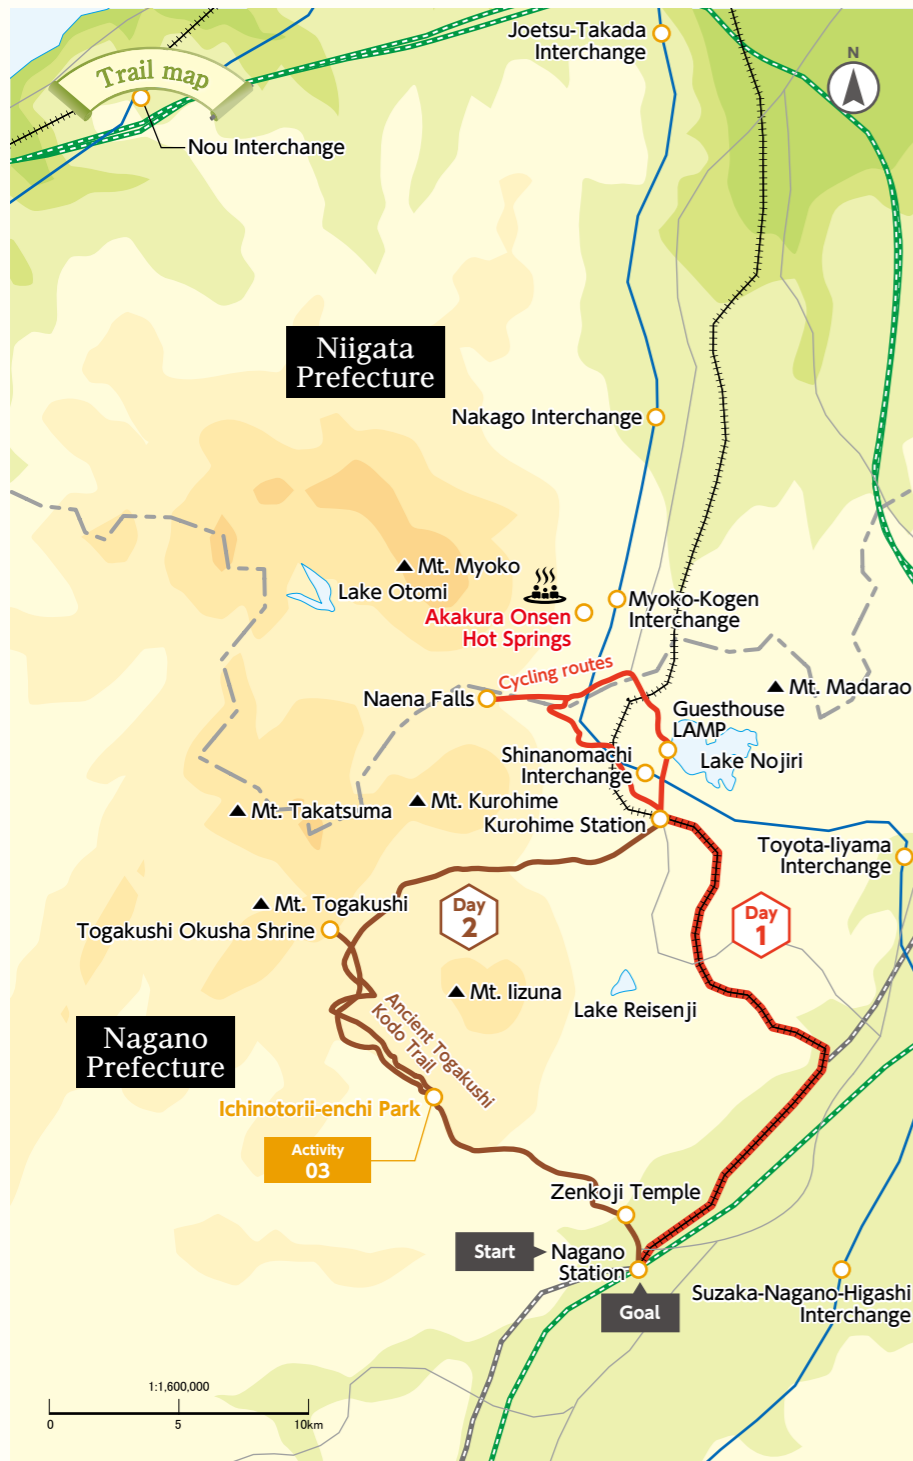 Joetsu-Takada
Interchange
N
Trail map
Nou Interchange
Niigata
Prefecture
Nakago Interchange
Mt. Myoko
Lake Otomi
Akakura Onsen
Hot Springs
Myoko-Kogen
Interchange
Cycling routes
Naena Falls
Mt. Madarao
Guesthouse
LAMP
Lake Nojiri
Shinanomachi
Interchange
Mt. Takatsuma
Mt. Kurohime
Kurohime Station
Toyota-Iiyama
Interchange
Mt. Togakushi
Togakushi Okusha Shrine
Day
2
Day
1
Mt. Iizuna
Lake Reisenji
Ancient Togakushi
Kodo Trail
Nagano
Prefecture
Ichinotorii-enchi Park
Activity
03
Zenkoji Temple
Start
Nagano
Station
Goal
Suzaka-Nagano-Higashi
Interchange
1:1,600,000
0 5 10km